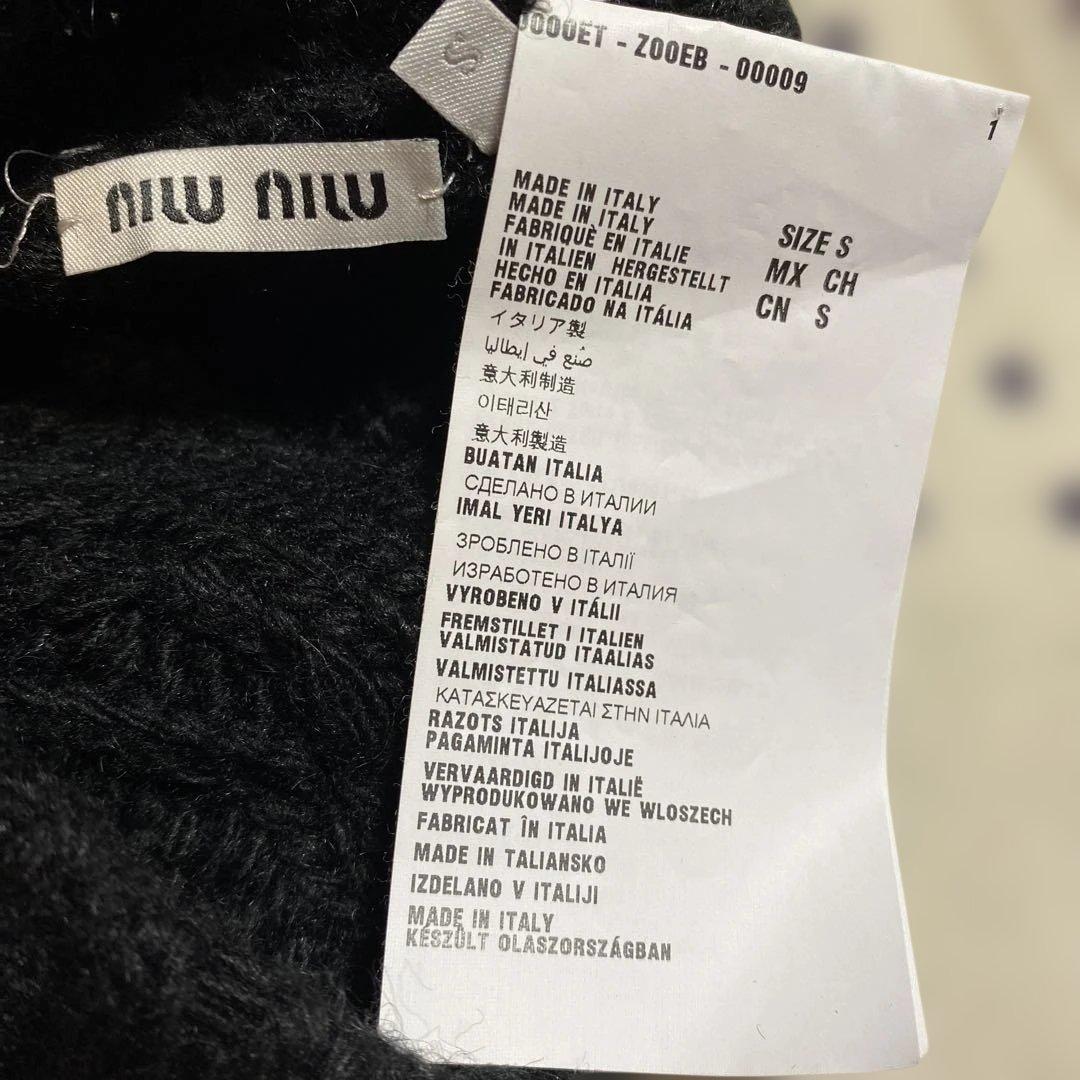 S
MIU MIU
0000ET - Z00EB - 00009
1
MADE IN ITALY
MADE IN ITALY
FABRIQUÈ EN ITALIE
IN ITALIEN HERGESTELLT
HECHO EN ITALIA
FABRICADO NA ITÁLIA
イタリア製
صُنع في إيطاليا
意大利制造
이태리산
意大利製造
BUATAN ITALIA
СДЕЛАНО В ИТАЛИИ
IMAL YERI ITALYA
ЗРОБЛЕНО В ІТАЛІЇ
ИЗРАБОТЕНО В ИТАЛИЯ
VYROBENO V ITÁLII
FREMSTILLET I ITALIEN
VALMISTATUD ITAALIAS
VALMISTETTU ITALIASSA
ΚΑΤΑΣΚΕΥΑΖΕΤΑΙ ΣΤΗΝ ΙΤΑΛΙΑ
RAZOTS ITALIJA
PAGAMINTA ITALIJOJE
VERVAARDIGD IN ITALIË
WYPRODUKOWANO WE WLOSZECH
FABRICAT ÎN ITALIA
MADE IN TALIANSKO
IZDELANO V ITALIJI
MADE IN ITALY
KÉSZÜLT OLASZORSZÁGBAN
SIZE S
MX CH
CN S